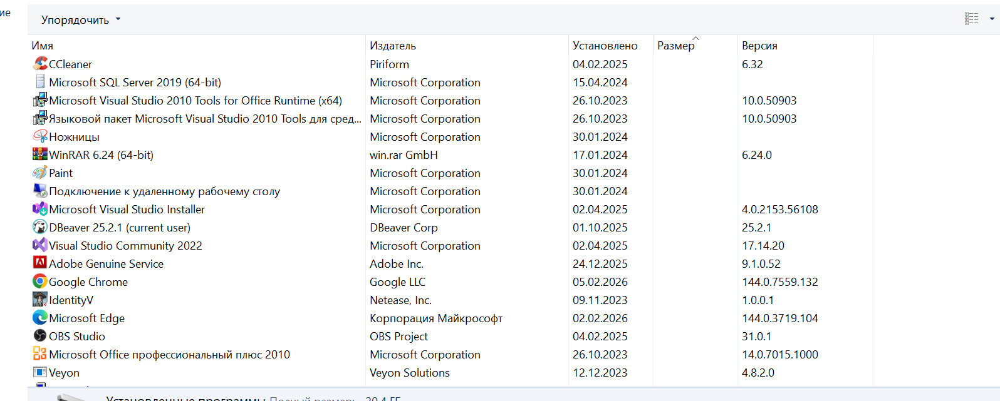 ие
Упорядочить
Имя Издатель Установлено Размер Версия
CCleaner Piriform 04.02.2025 6.32
Microsoft SQL Server 2019 (64-bit) Microsoft Corporation 15.04.2024
Microsoft Visual Studio 2010 Tools for Office Runtime (x64) Microsoft Corporation 26.10.2023 10.0.50903
Языковой пакет Microsoft Visual Studio 2010 Tools для сред... Microsoft Corporation 26.10.2023 10.0.50903
Ножницы Microsoft Corporation 30.01.2024
WinRAR 6.24 (64-bit) win.rar GmbH 17.01.2024 6.24.0
Paint Microsoft Corporation 30.01.2024
Подключение к удаленному рабочему столу Microsoft Corporation 30.01.2024
Microsoft Visual Studio Installer Microsoft Corporation 02.04.2025 4.0.2153.56108
DBeaver 25.2.1 (current user) DBeaver Corp 01.10.2025 25.2.1
Visual Studio Community 2022 Microsoft Corporation 02.04.2025 17.14.20
Adobe Genuine Service Adobe Inc. 24.12.2025 9.1.0.52
Google Chrome Google LLC 05.02.2026 144.0.7559.132
IdentityV Netease, Inc. 09.11.2023 1.0.0.1
Microsoft Edge Корпорация Майкрософт 02.02.2026 144.0.3719.104
OBS Studio OBS Project 04.02.2025 31.0.1
Microsoft Office профессиональный плюс 2010 Microsoft Corporation 26.10.2023 14.0.7015.1000
Veyon Veyon Solutions 12.12.2023 4.8.2.0
Установленные программы Полный размер: 20,4 ГБ